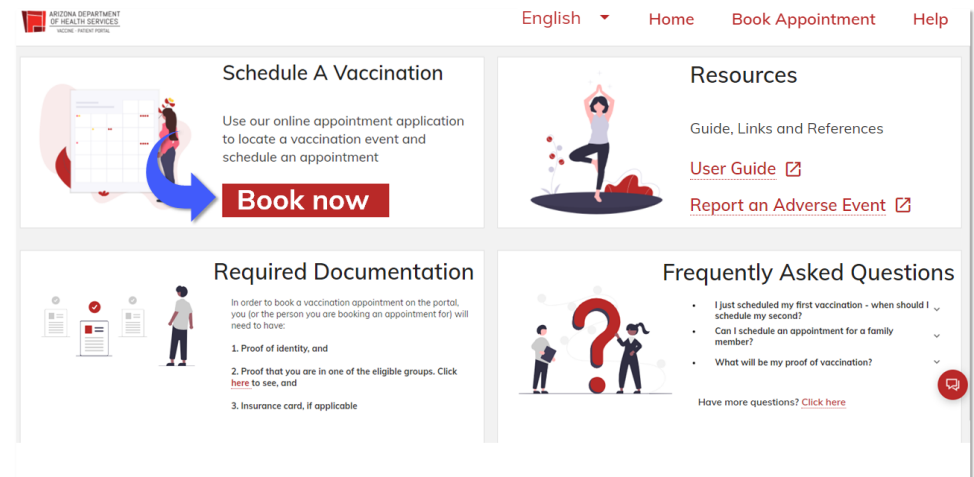 ARIZONA DEPARTMENT
OF HEALTH SERVICES
VACCINE - PATIENT PORTAL
English
Home
Book Appointment
Help
Schedule A Vaccination
Use our online appointment application
to locate a vaccination event and
schedule an appointment
Book now
Resources
Guide, Links and References
User Guide
Report an Adverse Event
Required Documentation
In order to book a vaccination appointment on the portal,
you (or the person you are booking an appointment for) will
need to have:
1. Proof of identity, and
2. Proof that you are in one of the eligible groups. Click
here to see, and
3. Insurance card, if applicable
Frequently Asked Questions
• I just scheduled my first vaccination - when should I
schedule my second?
• Can I schedule an appointment for a family
member?
• What will be my proof of vaccination?
Have more questions? Click here